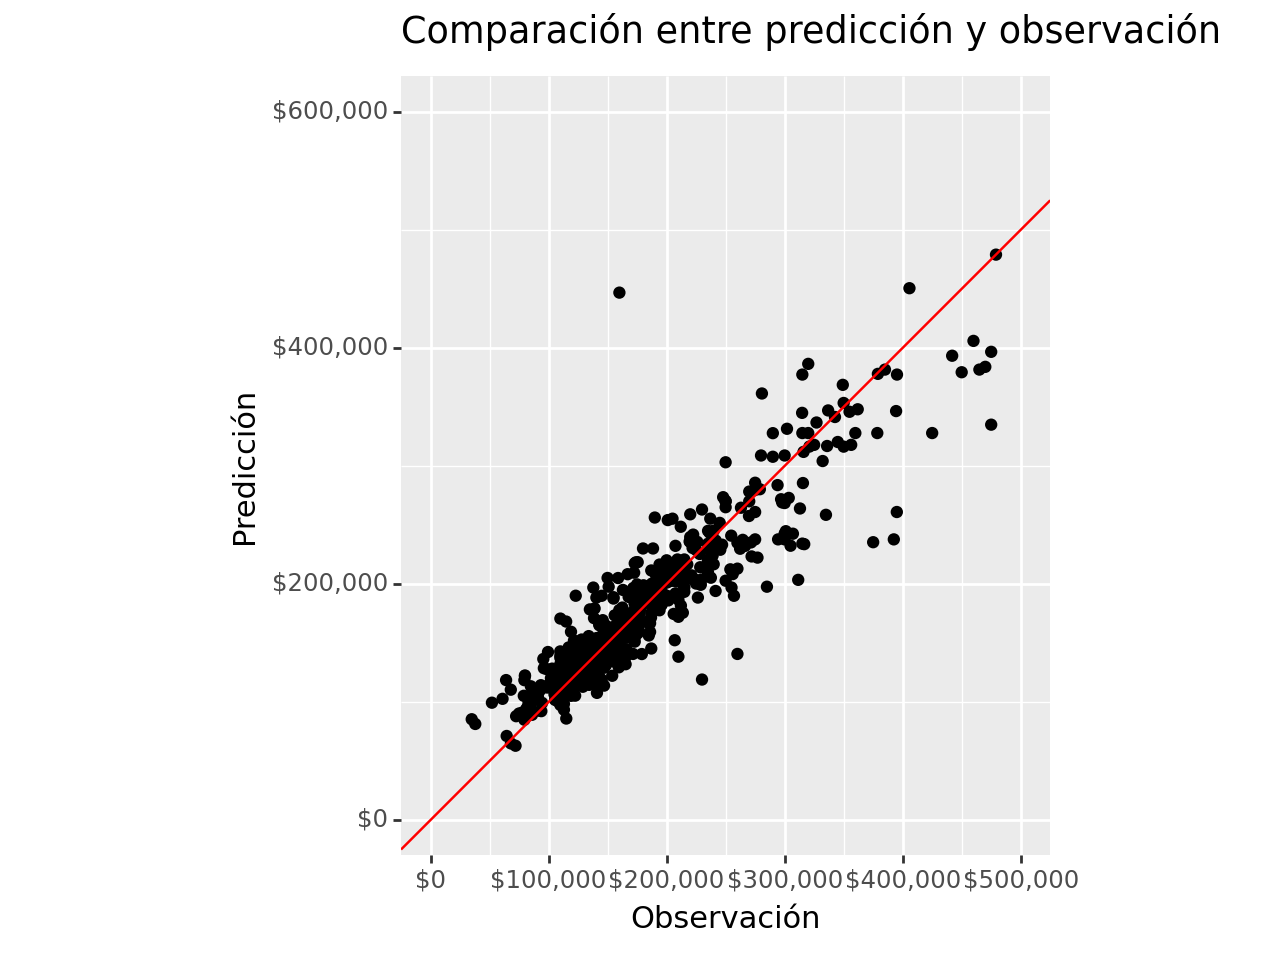 Comparación entre predicción y observación
$600,000
$400,000
$200,000
$0
Predicción
$0 $100,000 $200,000 $300,000 $400,000 $500,000
Observación